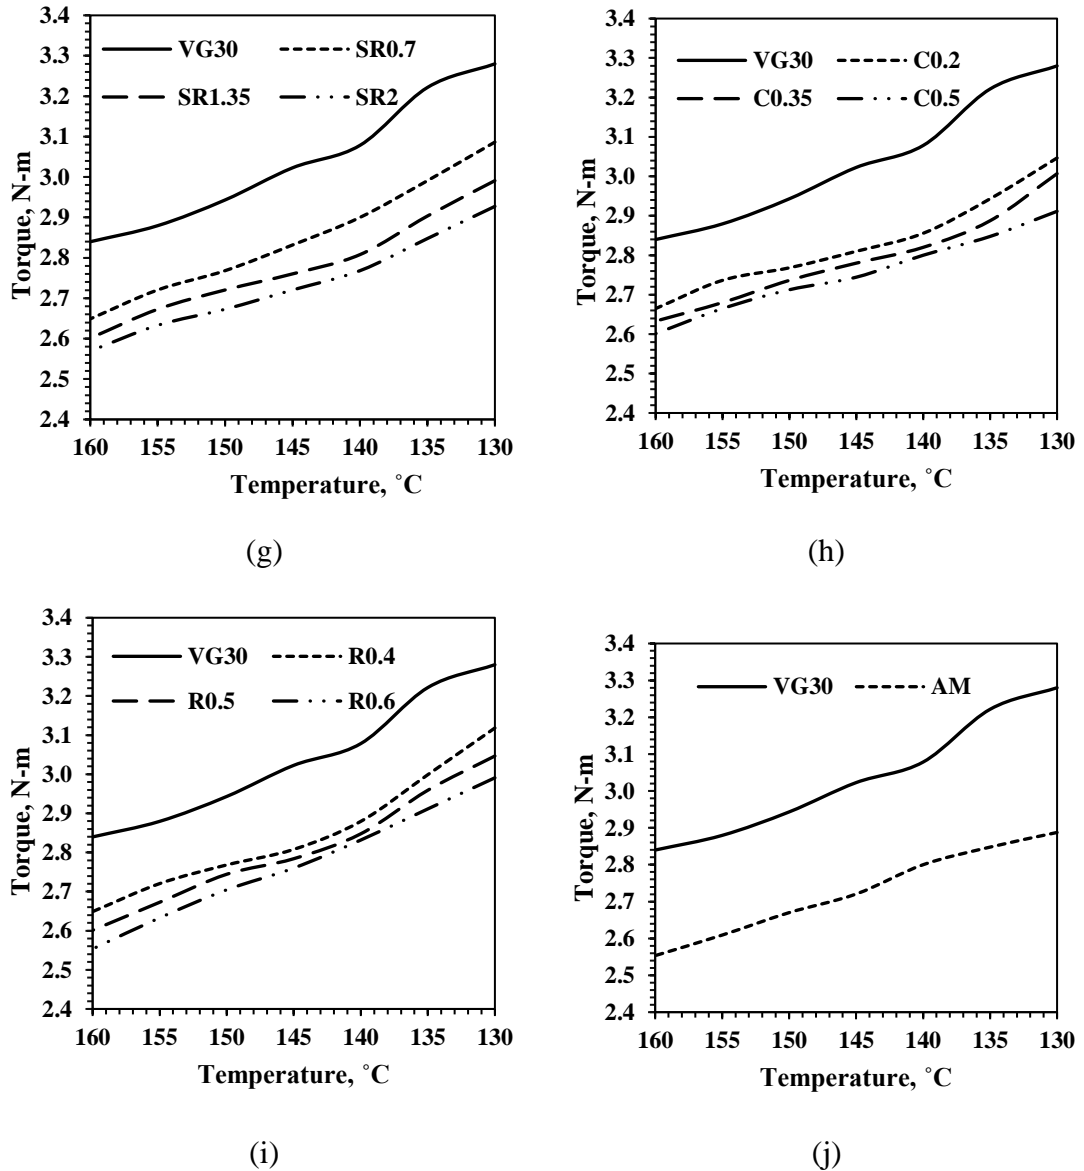 3.4
3.3
3.2
3.1
3.0
2.9
2.8
2.7
2.6
2.5
2.4
Torque, N-m
VG30 SR0.7
SR1.35 SR2
160 155 150 145 140 135 130
Temperature, ˚C
(g)
3.4
3.3
3.2
3.1
3.0
2.9
2.8
2.7
2.6
2.5
2.4
Torque, N-m
VG30 C0.2
C0.35 C0.5
160 155 150 145 140 135 130
Temperature, ˚C
(h)
3.4
3.3
3.2
3.1
3.0
2.9
2.8
2.7
2.6
2.5
2.4
Torque, N-m
VG30 R0.4
R0.5 R0.6
160 155 150 145 140 135 130
Temperature, ˚C
(i)
3.4
3.3
3.2
3.1
3.0
2.9
2.8
2.7
2.6
2.5
2.4
Torque, N-m
VG30 AM
160 155 150 145 140 135 130
Temperature, ˚C
(j)